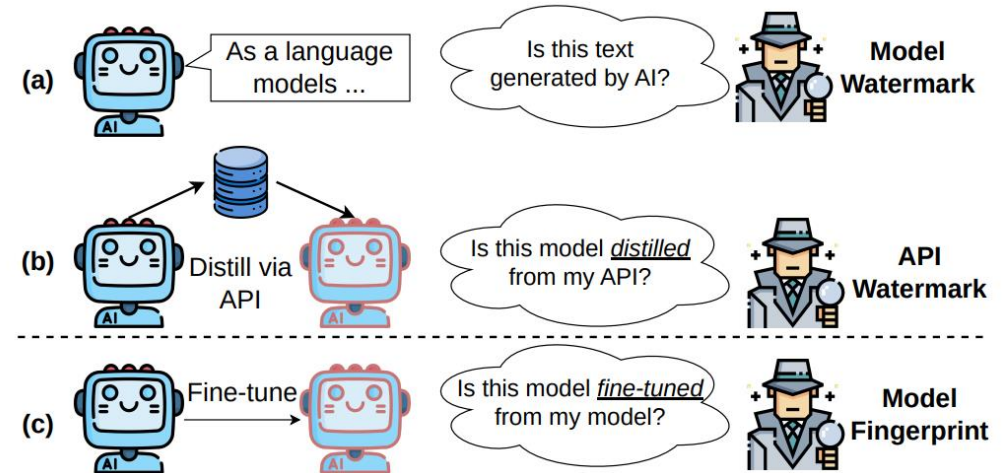 (a)
AI
As a language
models ...
Is this text
generated by AI?
Model
Watermark
(b)
AI
Distill via
API
AI
Is this model distilled
from my API?
API
Watermark
(c)
AI
Fine-tune
AI
Is this model fine-tuned
from my model?
Model
Fingerprint